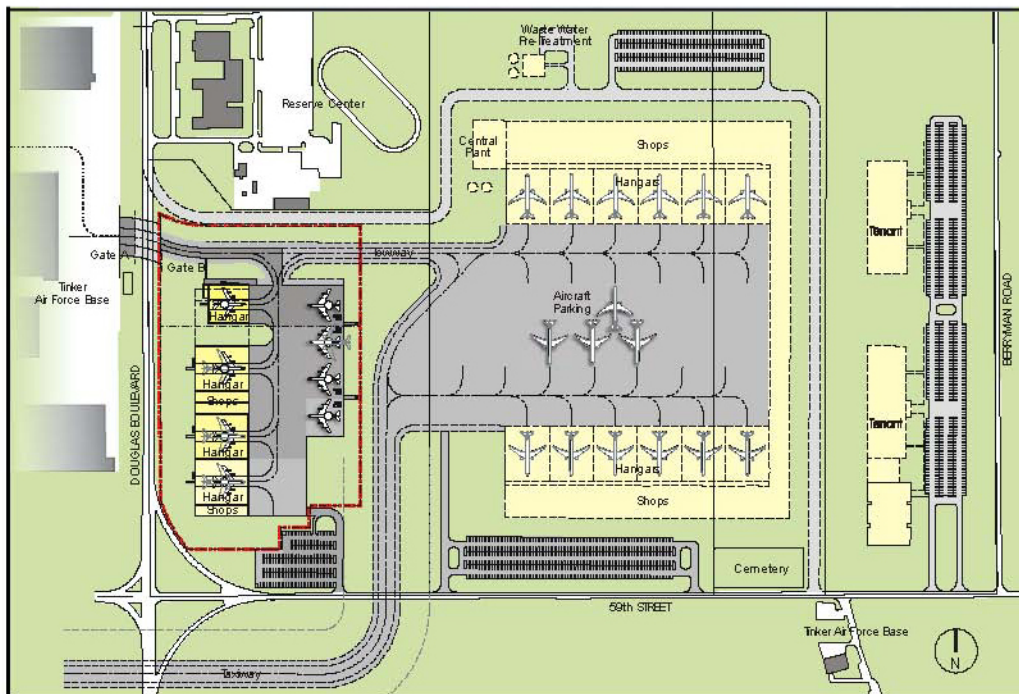 Waste Water
Pre-Treatment
Reserve Center
Central
Plant
Shops
Hangars
Tenant
Gate A
Gate B
Towway
Tinker
Air Force Base
Aircraft
Parking
Hangar
Hangar
Shops
Hangar
Hangar
Shops
DOUGLAS BOULEVARD
BERRYMAN ROAD
Tenant
Hangars
Shops
Cemetery
59th STREET
Tinker Air Force Base
Taxiway
N